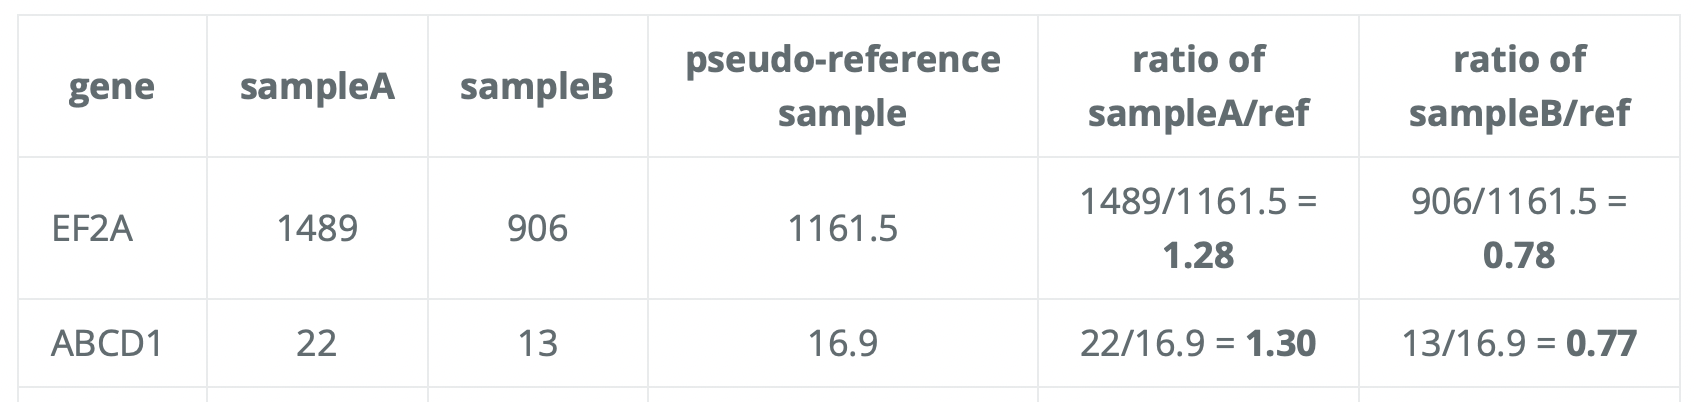 gene sampleA sampleB pseudo-reference sample ratio of sampleA/ref ratio of sampleB/ref
EF2A 1489 906 1161.5 1489/1161.5 = 1.28 906/1161.5 = 0.78
ABCD1 22 13 16.9 22/16.9 = 1.30 13/16.9 = 0.77